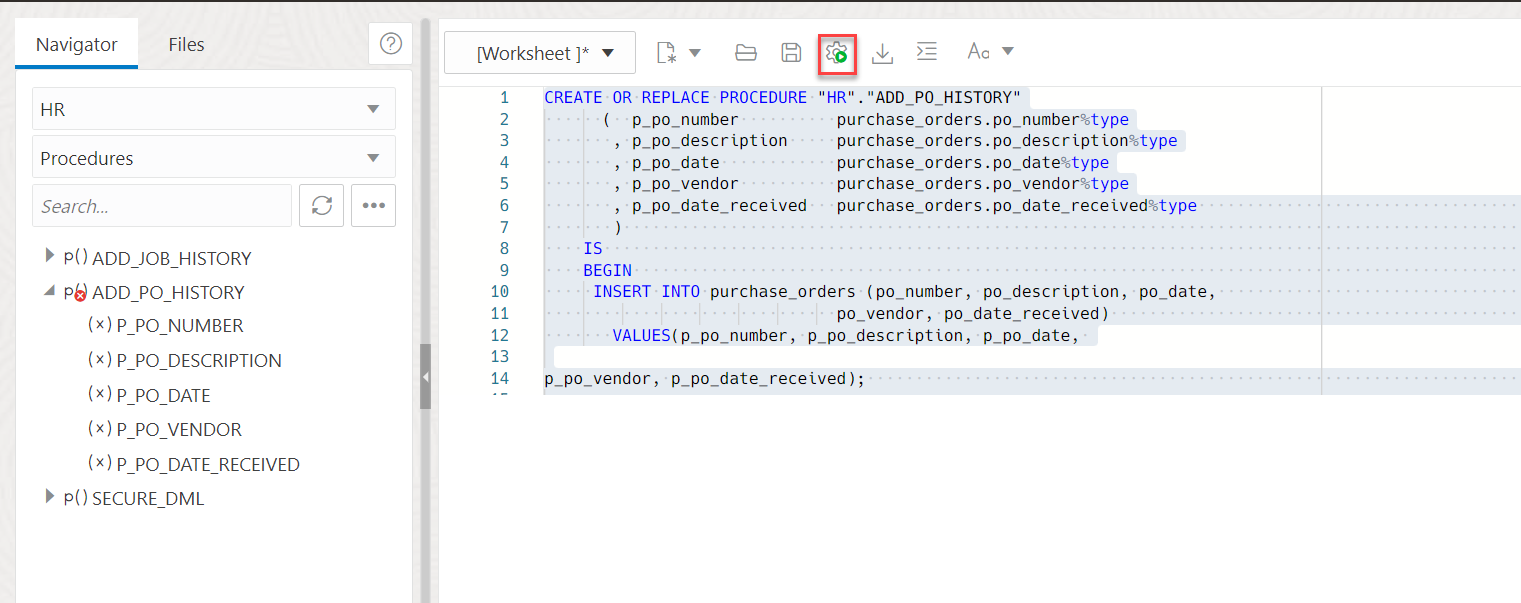 Navigator Files
HR
Procedures
Search...
p() ADD_JOB_HISTORY
p() ADD_PO_HISTORY
(x) P_PO_NUMBER
(x) P_PO_DESCRIPTION
(x) P_PO_DATE
(x) P_PO_VENDOR
(x) P_PO_DATE_RECEIVED
p() SECURE_DML
[Worksheet ]* Aa
1 CREATE OR REPLACE PROCEDURE "HR"."ADD_PO_HISTORY"
2 ( p_po_number purchase_orders.po_number%type
3 , p_po_description purchase_orders.po_description%type
4 , p_po_date purchase_orders.po_date%type
5 , p_po_vendor purchase_orders.po_vendor%type
6 , p_po_date_received purchase_orders.po_date_received%type
7 )
8 IS
9 BEGIN
10 INSERT INTO purchase_orders (po_number, po_description, po_date,
11 po_vendor, po_date_received)
12 VALUES(p_po_number, p_po_description, p_po_date,
13
14 p_po_vendor, p_po_date_received);